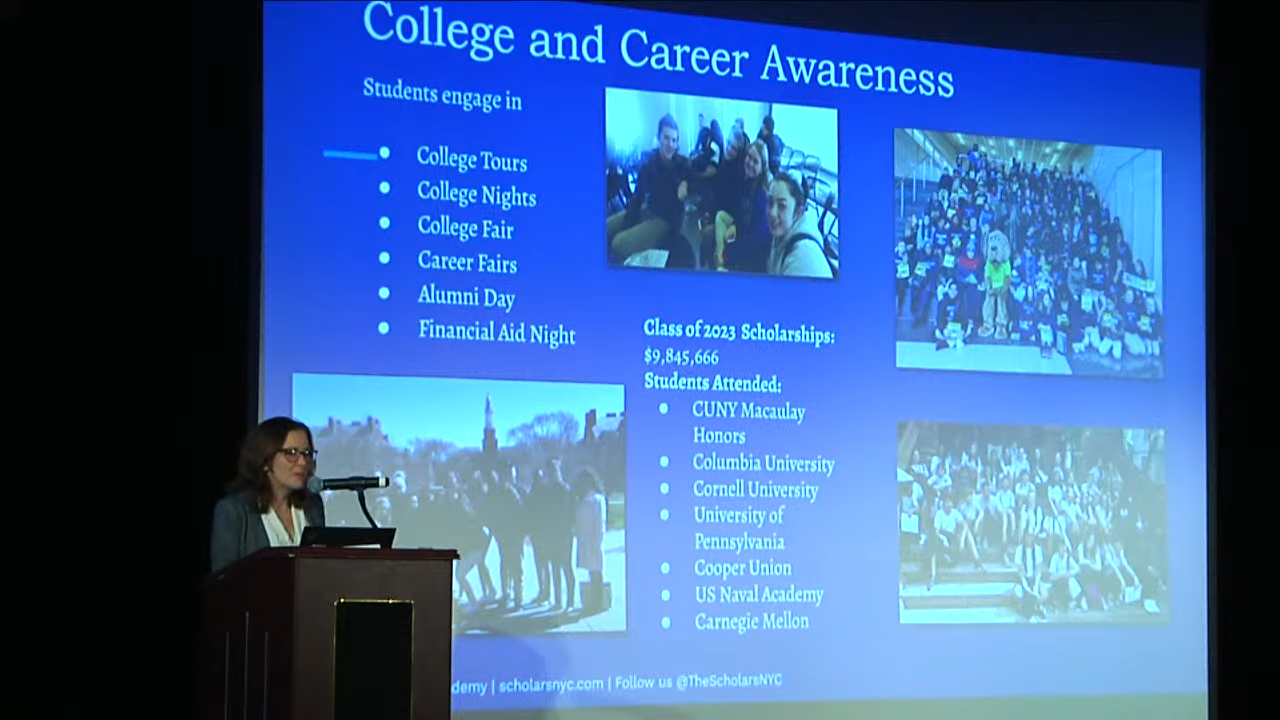 College and Career Awareness
Students engage in
College Tours
College Nights
College Fair
Career Fairs
Alumni Day
Financial Aid Night
Class of 2023 Scholarships:
$9,845,666
Students Attended:
CUNY Macaulay
Honors
Columbia University
Cornell University
University of
Pennsylvania
Cooper Union
US Naval Academy
Carnegie Mellon
demy | scholarsnyc.com | Follow us @TheScholarsNYC